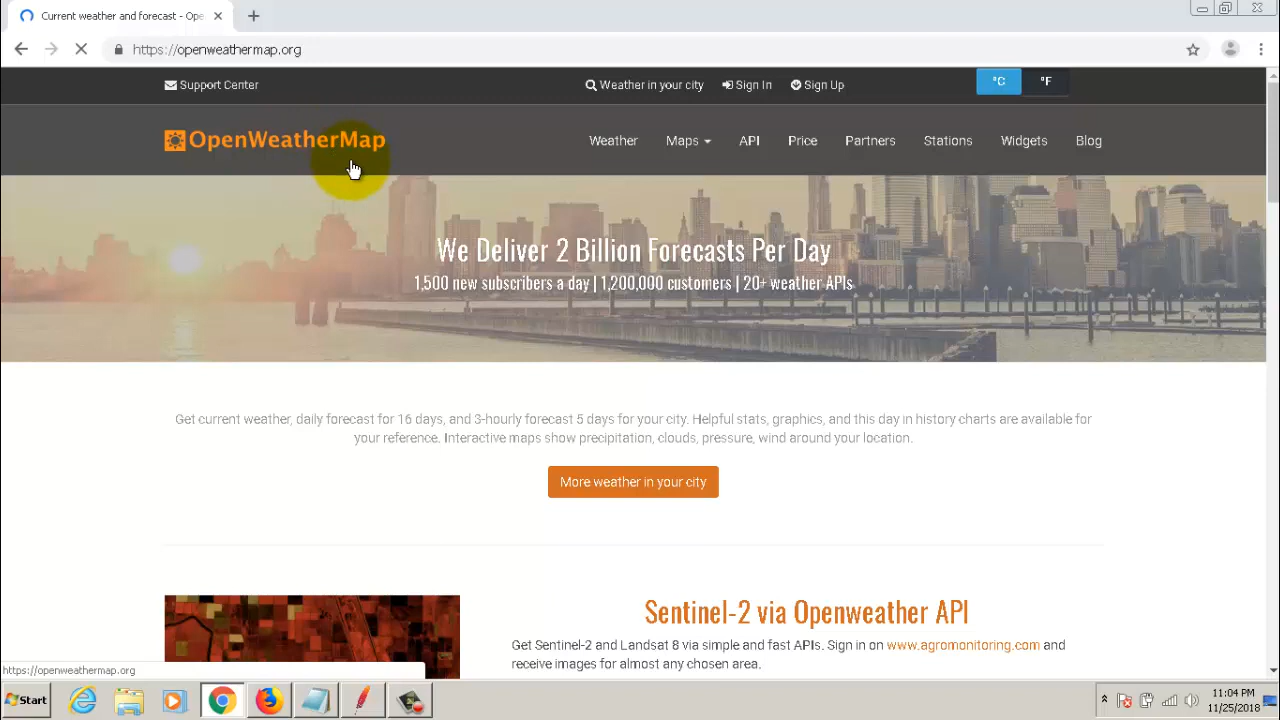 Current weather and forecast - Ope
https://openweathermap.org
Support Center
Weather in your city
Sign In
Sign Up
°C
°F
OpenWeatherMap
Weather
Maps
API
Price
Partners
Stations
Widgets
Blog
We Deliver 2 Billion Forecasts Per Day
1,500 new subscribers a day | 1,200,000 customers | 20+ weather APIs
Get current weather, daily forecast for 16 days, and 3-hourly forecast 5 days for your city. Helpful stats, graphics, and this day in history charts are available for
your reference. Interactive maps show precipitation, clouds, pressure, wind around your location.
More weather in your city
Sentinel-2 via Openweather API
Get Sentinel-2 and Landsat 8 via simple and fast APIs. Sign in on www.agromonitoring.com and
receive images for almost any chosen area.
https://openweathermap.org
Start
11:04 PM
11/25/2018